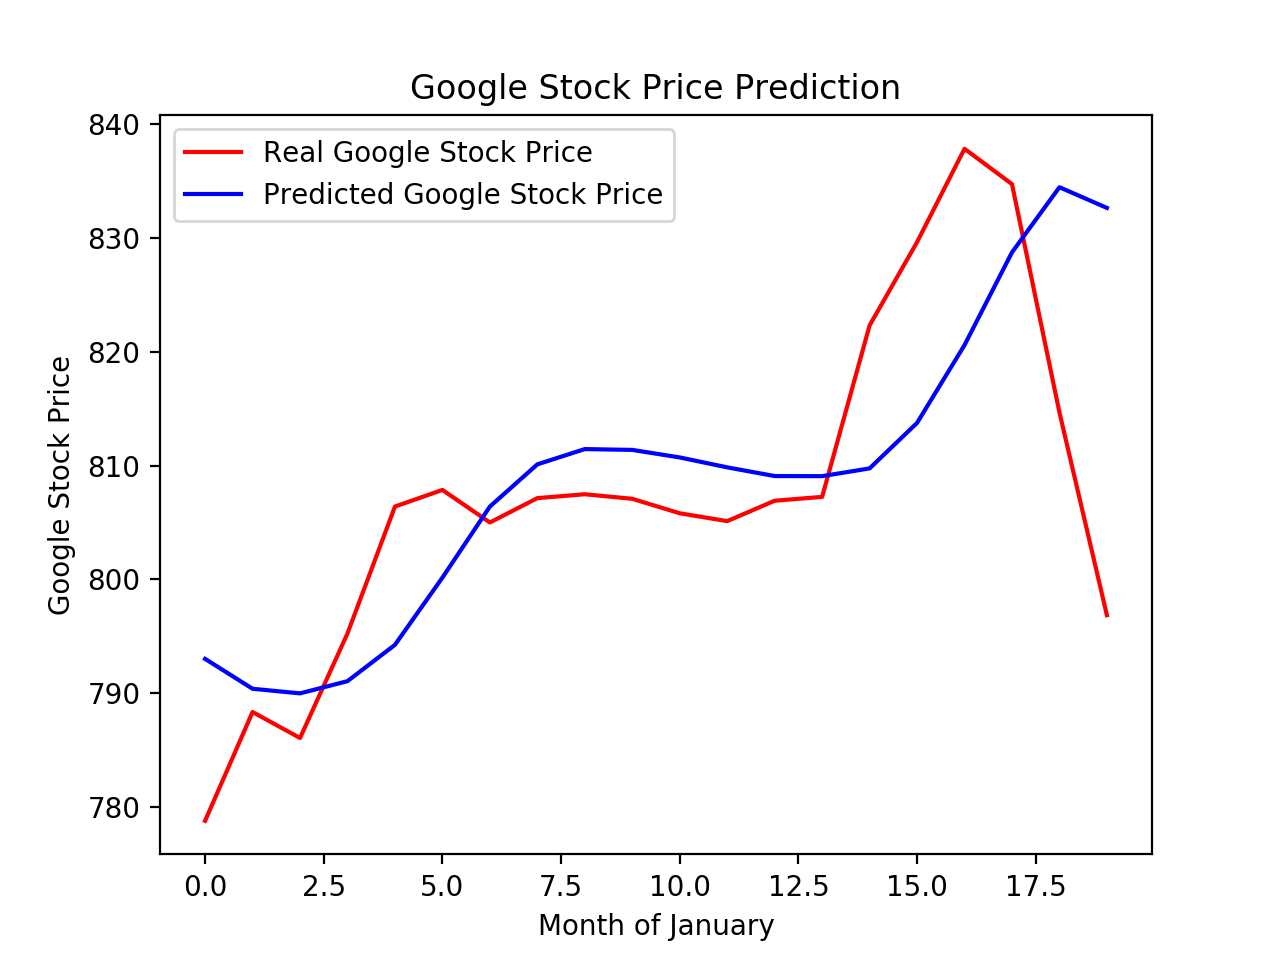 Google Stock Price Prediction
Real Google Stock Price
Predicted Google Stock Price
840
830
820
810
800
790
780
Google Stock Price
0.0 2.5 5.0 7.5 10.0 12.5 15.0 17.5
Month of January